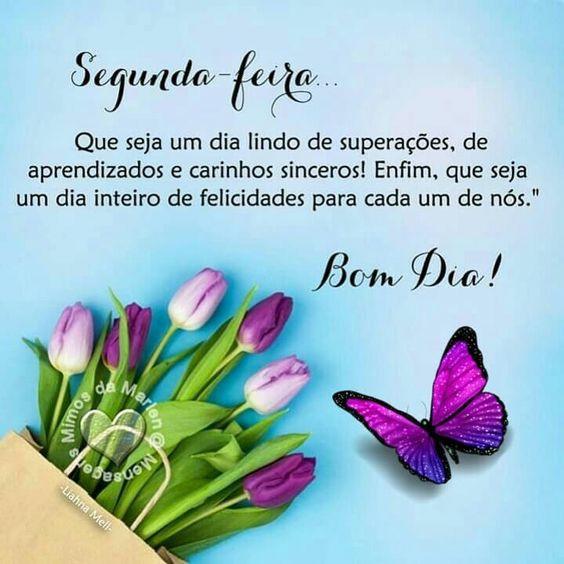 Segunda-feira...
Que seja um dia lindo de superações, de
aprendizados e carinhos sinceros! Enfim, que seja
um dia inteiro de felicidades para cada um de nós."
Bom Dia!
Mimos da Marlen @ Mensagens
-Liahna Mell-